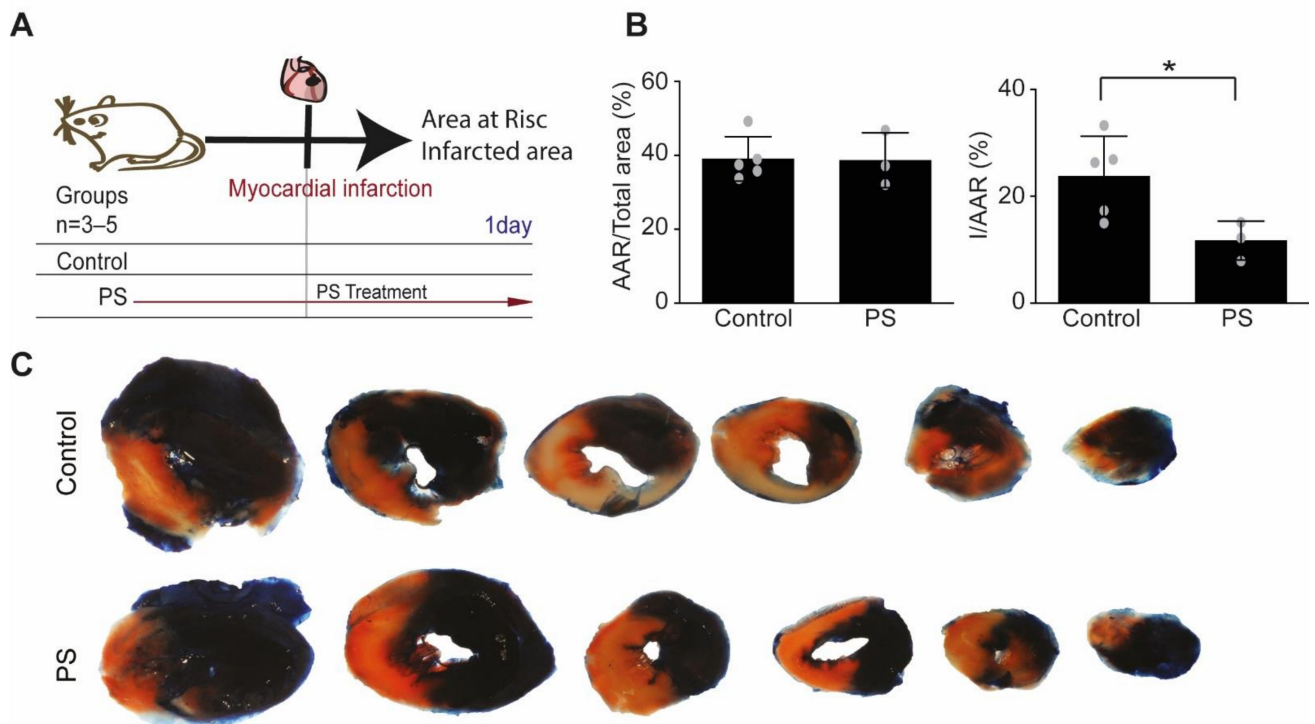 A
Area at Risc
Infarcted area
Myocardial infarction
Groups
n=3–5
1day
Control
PS
PS Treatment
B
AAR/Total area (%)
60
40
20
0
Control
PS
I/AAR (%)
40
20
0
*
Control
PS
C
Control
PS